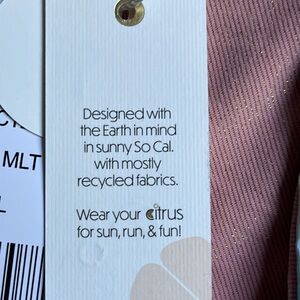 Designed with
the Earth in mind
in sunny So Cal.
with mostly
recycled fabrics.
Wear your citrus
for sun, run, & fun!
MLT